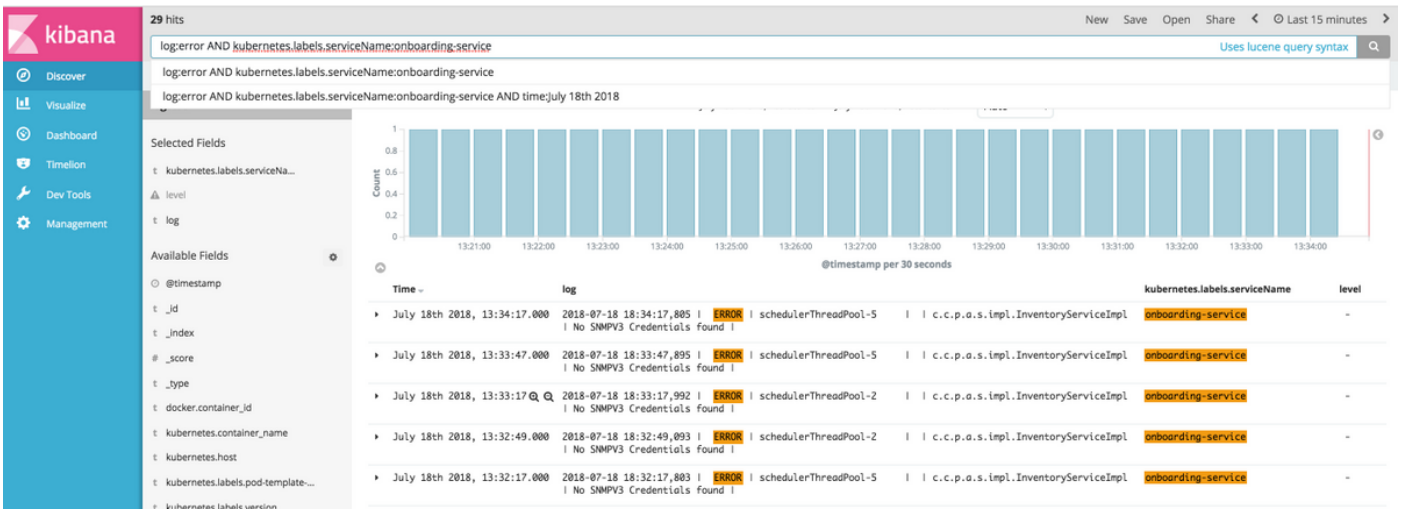 kibana
Discover
Visualize
Dashboard
Timelion
Dev Tools
Management
29 hits
New Save Open Share Last 15 minutes
log:error AND kubernetes.labels.serviceName:onboarding-service
Uses lucene query syntax
log:error AND kubernetes.labels.serviceName:onboarding-service
log:error AND kubernetes.labels.serviceName:onboarding-service AND time:July 18th 2018
Selected Fields
t kubernetes.labels.serviceNa...
level
t log
Available Fields
@timestamp
t _id
t _index
# _score
t _type
t docker.container_id
t kubernetes.container_name
t kubernetes.host
t kubernetes.labels.pod-template-...
t kubernetes.labels.version
Count
1
0.8
0.6
0.4
0.2
0
13:21:00 13:22:00 13:23:00 13:24:00 13:25:00 13:26:00 13:27:00 13:28:00 13:29:00 13:30:00 13:31:00 13:32:00 13:33:00 13:34:00
@timestamp per 30 seconds
Time log kubernetes.labels.serviceName level
July 18th 2018, 13:34:17.000 2018-07-18 18:34:17,805 | ERROR | schedulerThreadPool-5 | | c.c.p.a.s.impl.InventoryServiceImpl onboarding-service -
| No SNMPV3 Credentials found |
July 18th 2018, 13:33:47.000 2018-07-18 18:33:47,895 | ERROR | schedulerThreadPool-5 | | c.c.p.a.s.impl.InventoryServiceImpl onboarding-service -
| No SNMPV3 Credentials found |
July 18th 2018, 13:33:17 2018-07-18 18:33:17,992 | ERROR | schedulerThreadPool-2 | | c.c.p.a.s.impl.InventoryServiceImpl onboarding-service -
| No SNMPV3 Credentials found |
July 18th 2018, 13:32:49.000 2018-07-18 18:32:49,093 | ERROR | schedulerThreadPool-2 | | c.c.p.a.s.impl.InventoryServiceImpl onboarding-service -
| No SNMPV3 Credentials found |
July 18th 2018, 13:32:17.000 2018-07-18 18:32:17,803 | ERROR | schedulerThreadPool-5 | | c.c.p.a.s.impl.InventoryServiceImpl onboarding-service -
| No SNMPV3 Credentials found |